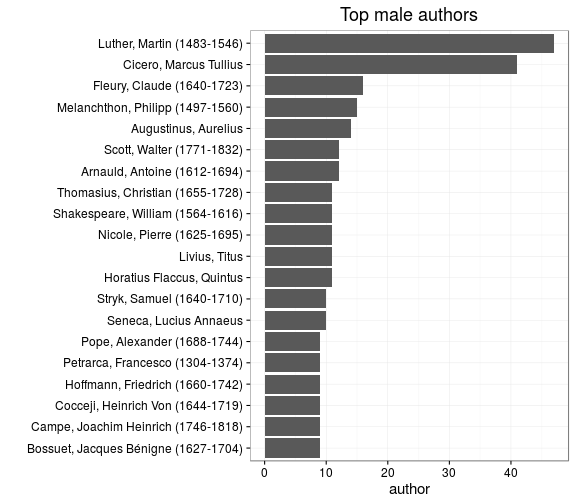 Top male authors
Luther, Martin (1483-1546)
Cicero, Marcus Tullius
Fleury, Claude (1640-1723)
Melanchthon, Philipp (1497-1560)
Augustinus, Aurelius
Scott, Walter (1771-1832)
Arnauld, Antoine (1612-1694)
Thomasius, Christian (1655-1728)
Shakespeare, William (1564-1616)
Nicole, Pierre (1625-1695)
Livius, Titus
Horatius Flaccus, Quintus
Stryk, Samuel (1640-1710)
Seneca, Lucius Annaeus
Pope, Alexander (1688-1744)
Petrarca, Francesco (1304-1374)
Hoffmann, Friedrich (1660-1742)
Cocceji, Heinrich Von (1644-1719)
Campe, Joachim Heinrich (1746-1818)
Bossuet, Jacques Bénigne (1627-1704)
0 10 20 30 40
author